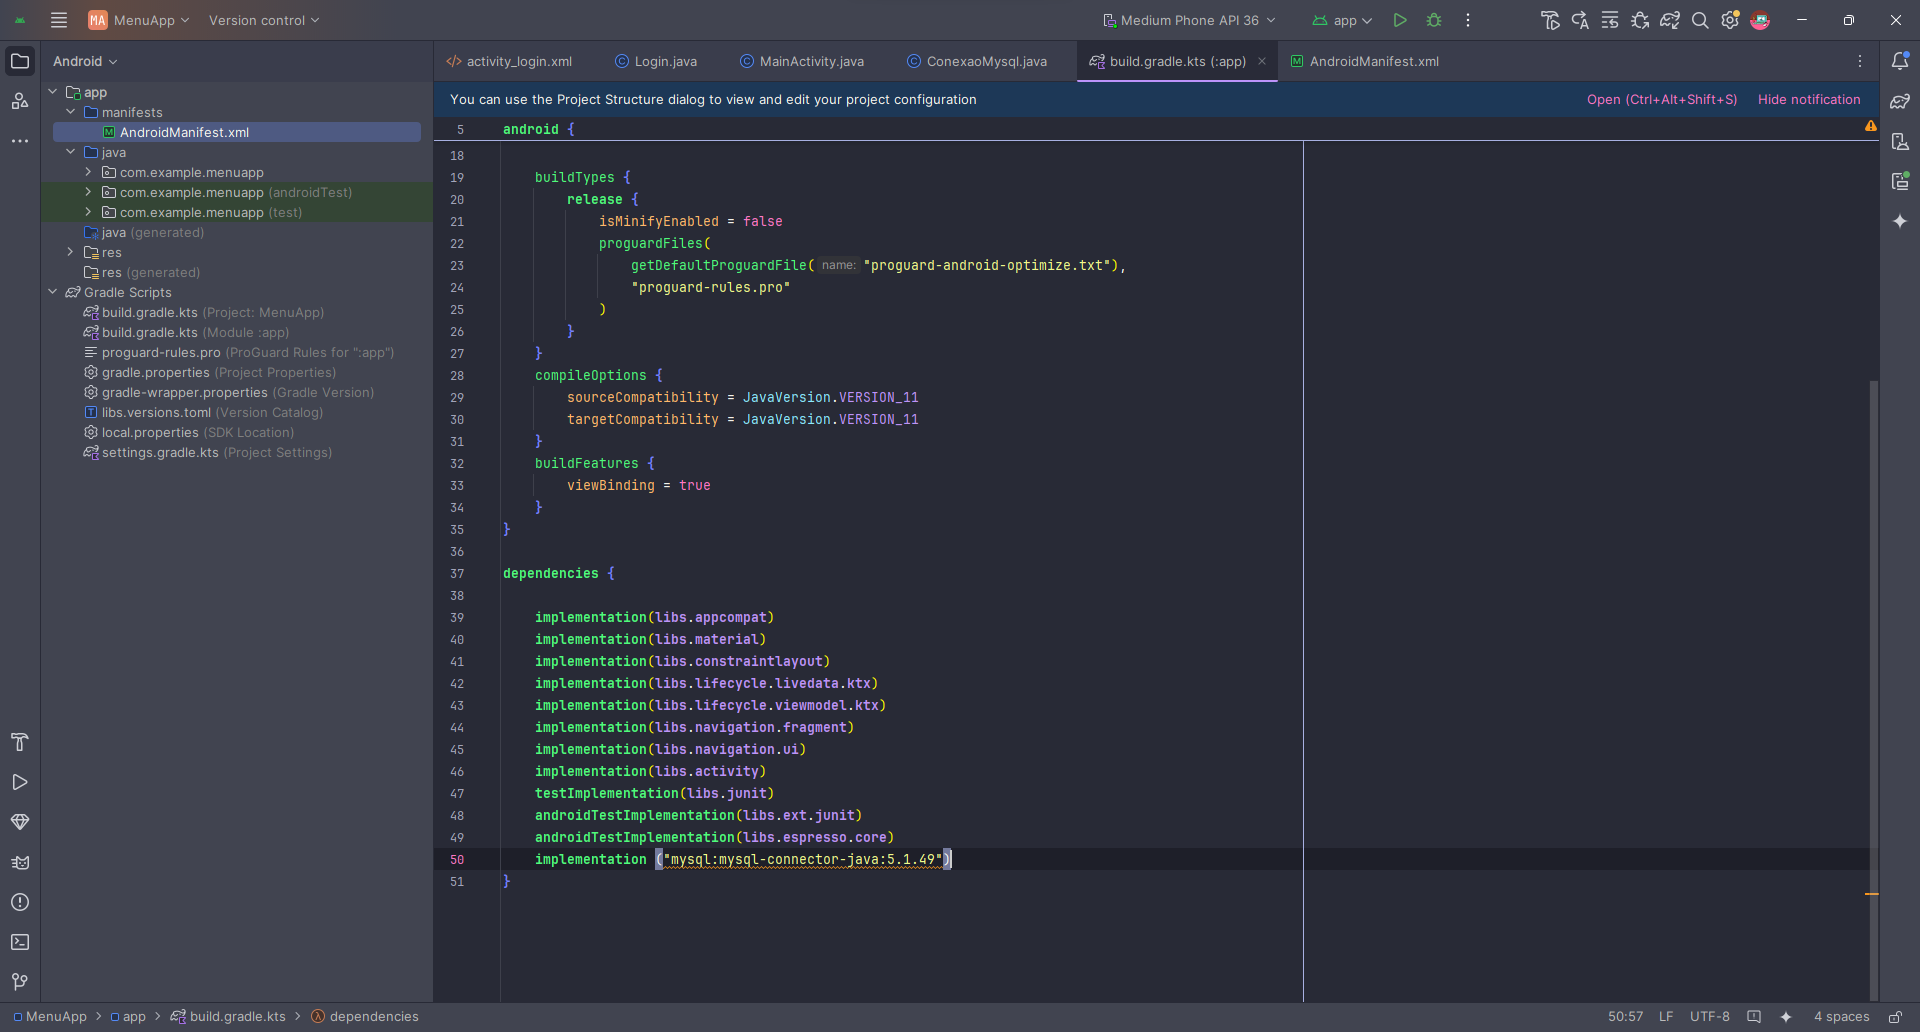 MA MenuApp Version control Medium Phone API 36 app
Android
activity_login.xml Login.java MainActivity.java ConexaoMysql.java build.gradle.kts (:app) AndroidManifest.xml
You can use the Project Structure dialog to view and edit your project configuration Open (Ctrl+Alt+Shift+S) Hide notification
app
manifests
AndroidManifest.xml
java
com.example.menuapp
com.example.menuapp (androidTest)
com.example.menuapp (test)
java (generated)
res
res (generated)
Gradle Scripts
build.gradle.kts (Project: MenuApp)
build.gradle.kts (Module :app)
proguard-rules.pro (ProGuard Rules for ":app")
gradle.properties (Project Properties)
gradle-wrapper.properties (Gradle Version)
libs.versions.toml (Version Catalog)
local.properties (SDK Location)
settings.gradle.kts (Project Settings)
5 android {
18
19 buildTypes {
20 release {
21 isMinifyEnabled = false
22 proguardFiles(
23 getDefaultProguardFile( name: "proguard-android-optimize.txt"),
24 "proguard-rules.pro"
25 )
26 }
27 }
28 compileOptions {
29 sourceCompatibility = JavaVersion.VERSION_11
30 targetCompatibility = JavaVersion.VERSION_11
31 }
32 buildFeatures {
33 viewBinding = true
34 }
35 }
36
37 dependencies {
38
39 implementation(libs.appcompat)
40 implementation(libs.material)
41 implementation(libs.constraintlayout)
42 implementation(libs.lifecycle.livedata.ktx)
43 implementation(libs.lifecycle.viewmodel.ktx)
44 implementation(libs.navigation.fragment)
45 implementation(libs.navigation.ui)
46 implementation(libs.activity)
47 testImplementation(libs.junit)
48 androidTestImplementation(libs.ext.junit)
49 androidTestImplementation(libs.espresso.core)
50 implementation ("mysql:mysql-connector-java:5.1.49")
51 }
MenuApp > app > build.gradle.kts > dependencies 50:57 LF UTF-8 4 spaces